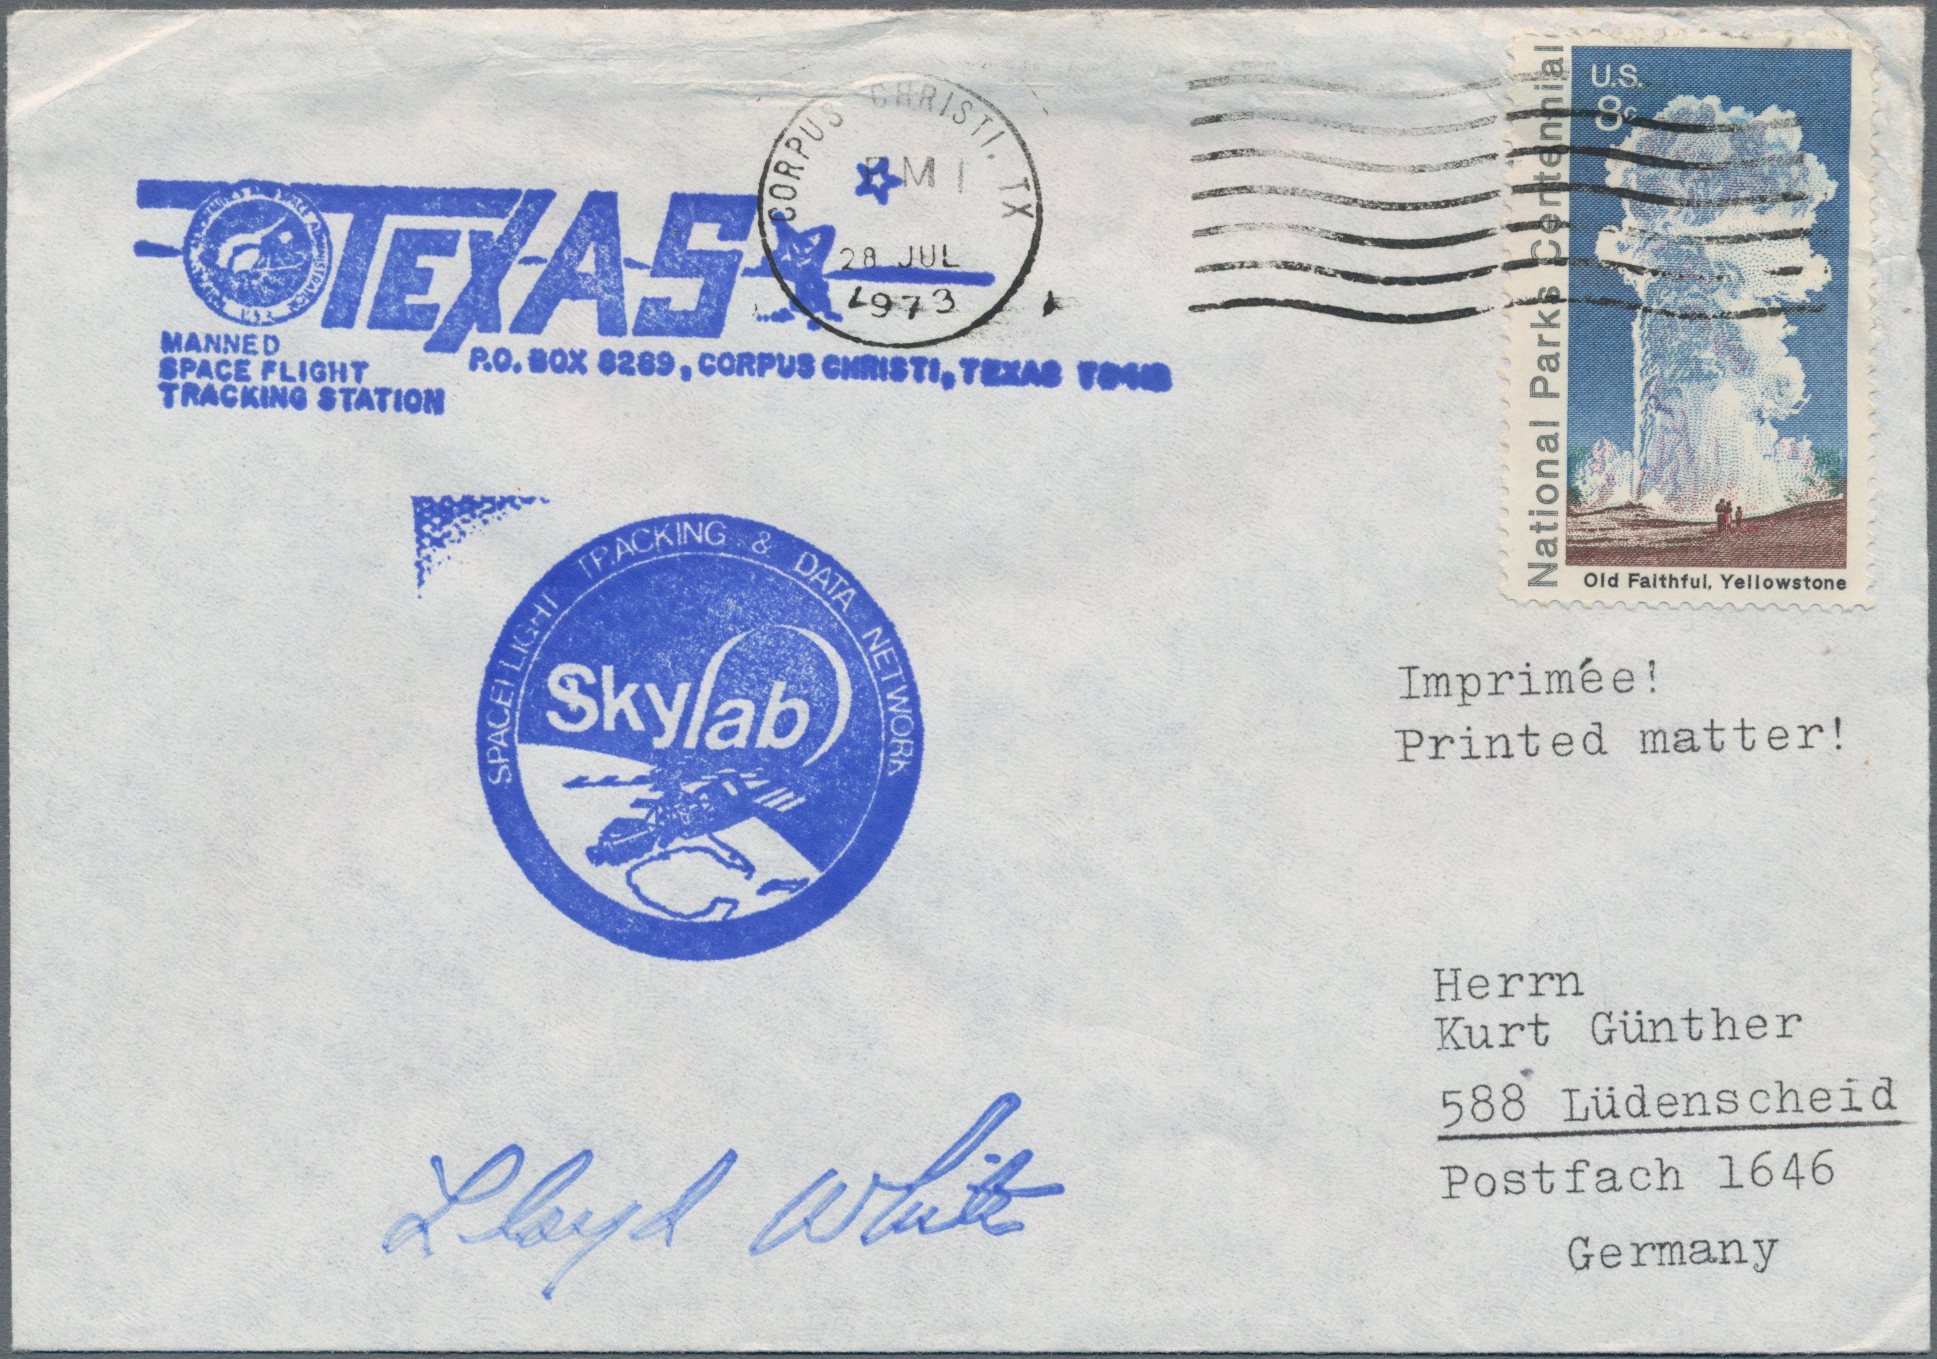 CORPUS CHRISTI, TX
PM
28 JUL
1973
U.S.
8c
National Parks Centennial
Old Faithful, Yellowstone
TEXAS
MANNED
SPACE FLIGHT
TRACKING STATION
P.O. BOX 8289, CORPUS CHRISTI, TEXAS
SPACEFLIGHT TRACKING & DATA NETWORK
Skylab
Imprimée!
Printed matter!
Herrn
Kurt Günther
588 Lüdenscheid
Postfach 1646
Germany
Lloyd White